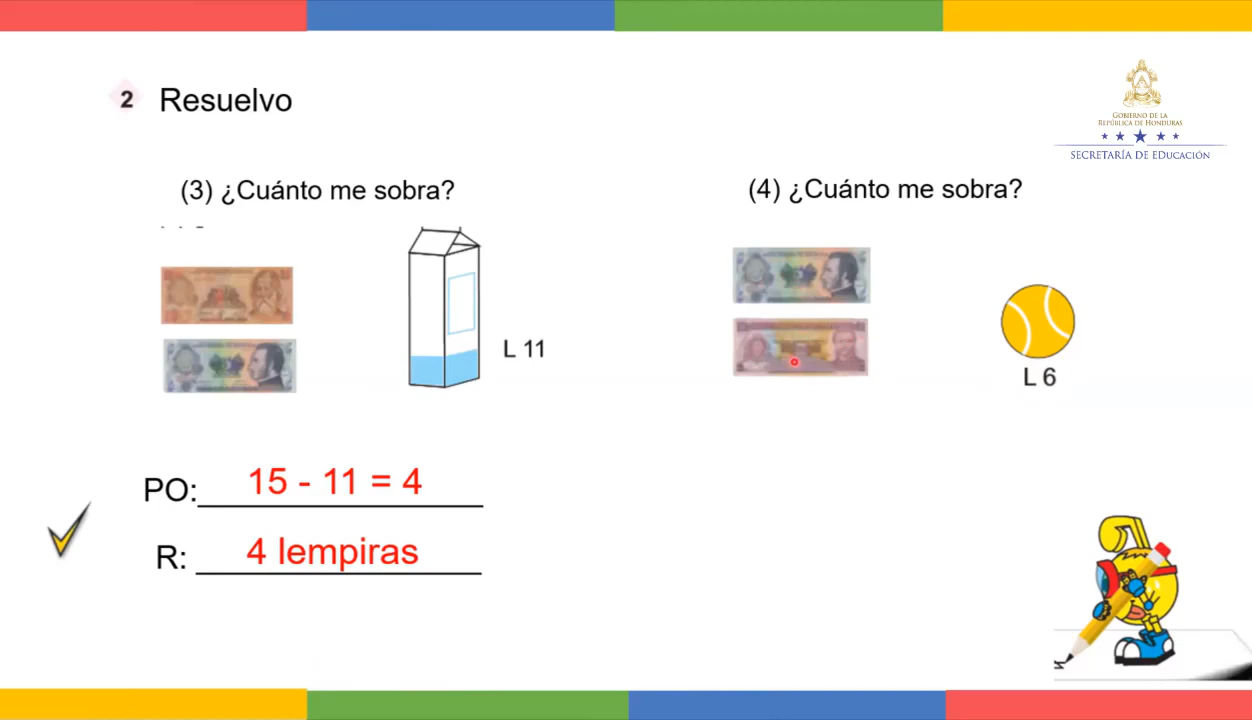 2 Resuelvo
GOBIERNO DE LA
REPÚBLICA DE HONDURAS
SECRETARÍA DE EDUCACIÓN
(3) ¿Cuánto me sobra?
L 11
PO: 15 - 11 = 4
R: 4 lempiras
(4) ¿Cuánto me sobra?
L 6